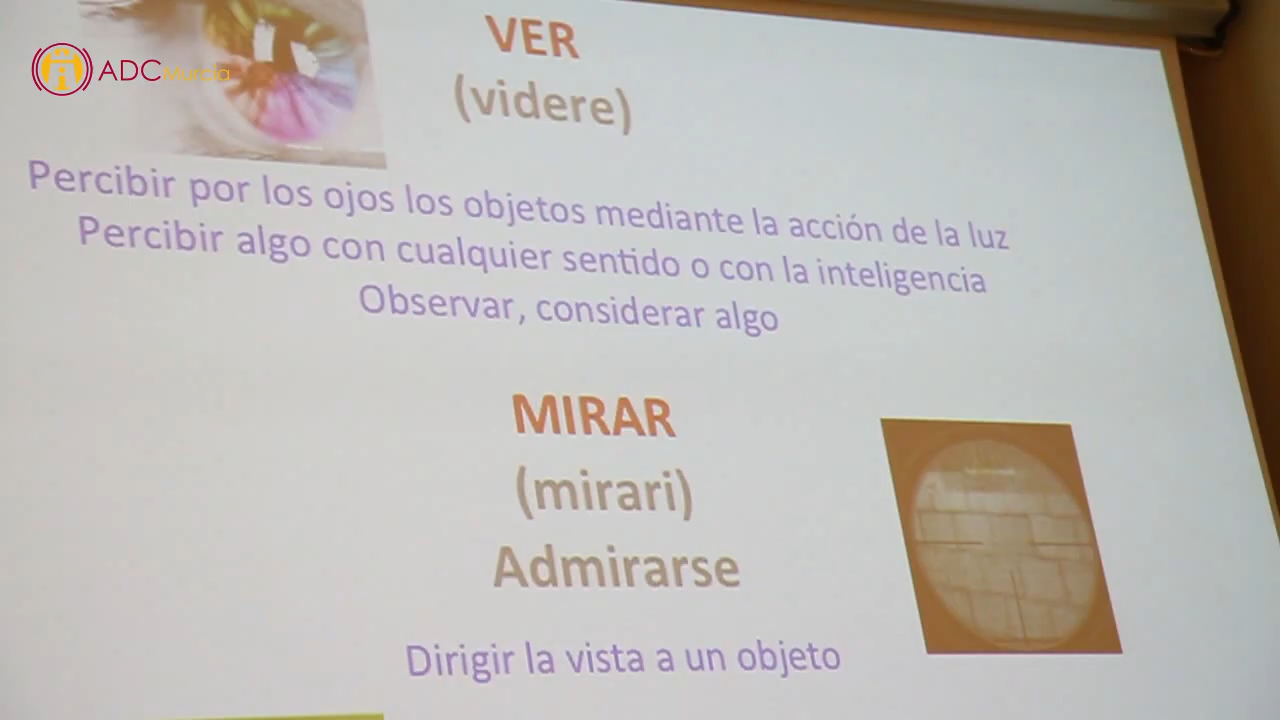 ADCMurcia
VER
(videre)
Percibir por los ojos los objetos mediante la acción de la luz
Percibir algo con cualquier sentido o con la inteligencia
Observar, considerar algo
MIRAR
(mirari)
Admirarse
Dirigir la vista a un objeto